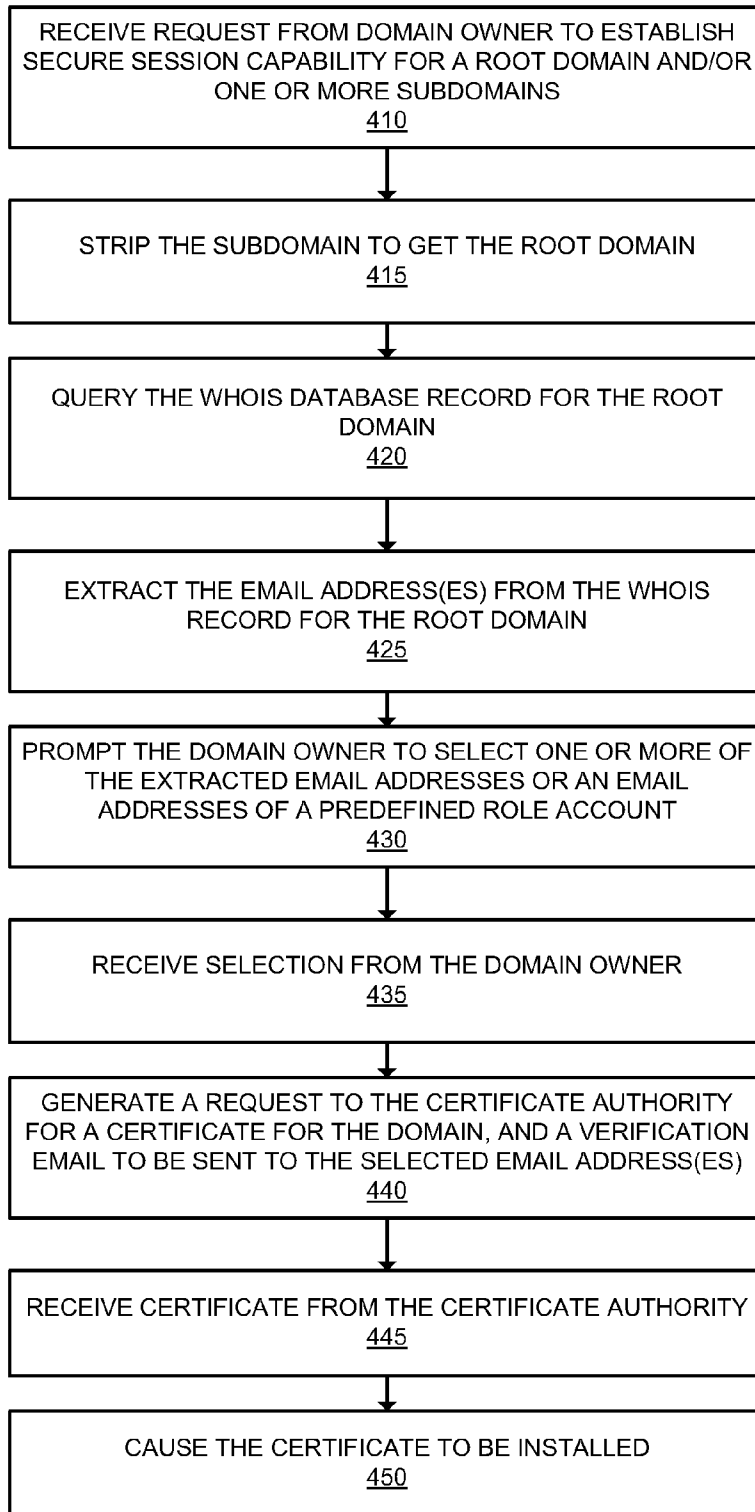 RECEIVE REQUEST FROM DOMAIN OWNER TO ESTABLISH
SECURE SESSION CAPABILITY FOR A ROOT DOMAIN AND/OR
ONE OR MORE SUBDOMAINS
410
STRIP THE SUBDOMAIN TO GET THE ROOT DOMAIN
415
QUERY THE WHOIS DATABASE RECORD FOR THE ROOT
DOMAIN
420
EXTRACT THE EMAIL ADDRESS(ES) FROM THE WHOIS
RECORD FOR THE ROOT DOMAIN
425
PROMPT THE DOMAIN OWNER TO SELECT ONE OR MORE OF
THE EXTRACTED EMAIL ADDRESSES OR AN EMAIL
ADDRESSES OF A PREDEFINED ROLE ACCOUNT
430
RECEIVE SELECTION FROM THE DOMAIN OWNER
435
GENERATE A REQUEST TO THE CERTIFICATE AUTHORITY
FOR A CERTIFICATE FOR THE DOMAIN, AND A VERIFICATION
EMAIL TO BE SENT TO THE SELECTED EMAIL ADDRESS(ES)
440
RECEIVE CERTIFICATE FROM THE CERTIFICATE AUTHORITY
445
CAUSE THE CERTIFICATE TO BE INSTALLED
450